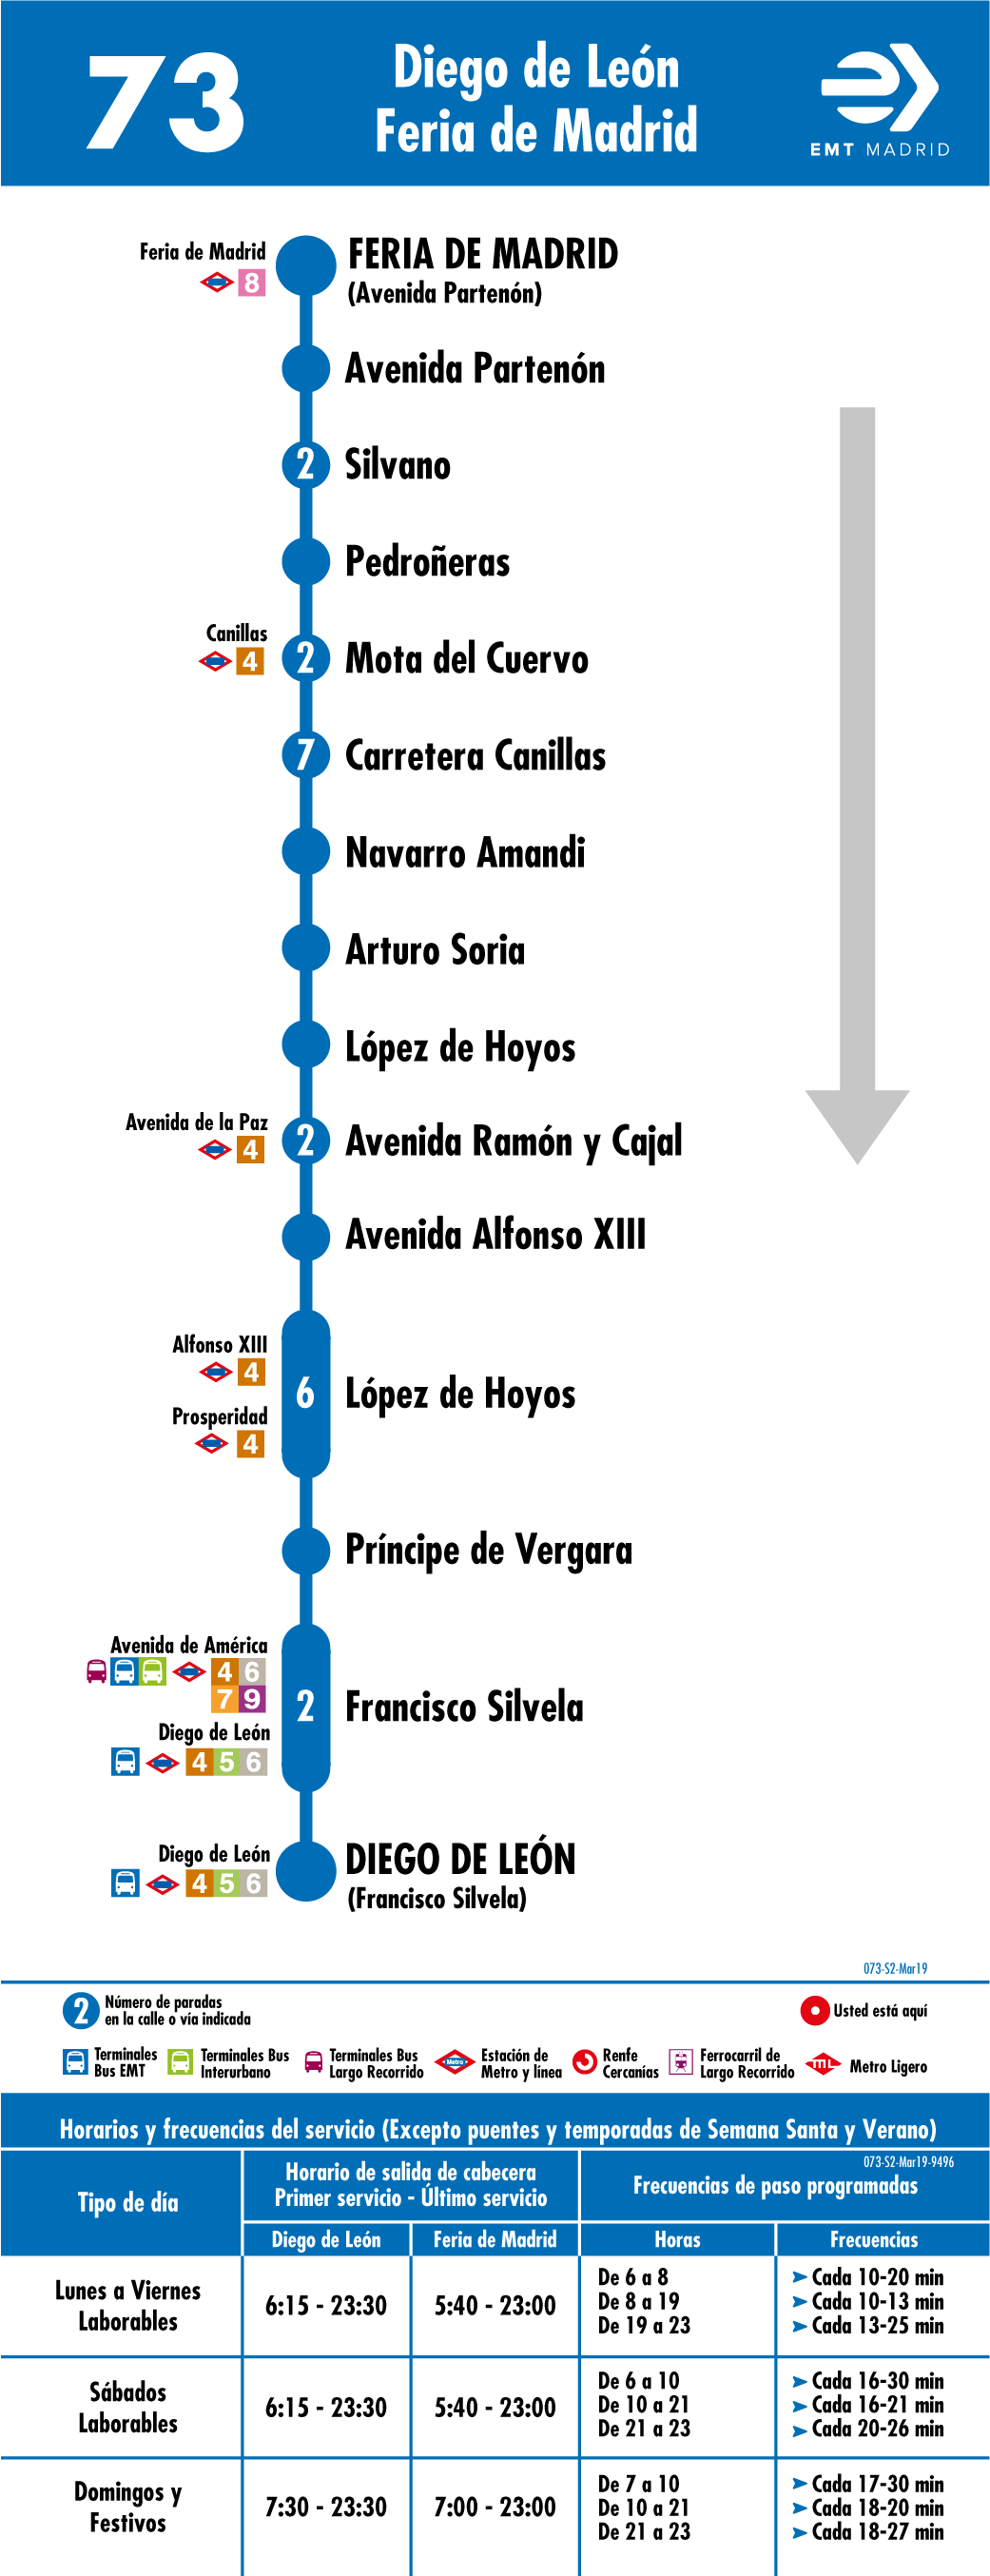 73
Diego de León
Feria de Madrid
EMT MADRID
Feria de Madrid
8
FERIA DE MADRID
(Avenida Partenón)
Avenida Partenón
2 Silvano
Pedroñeras
Canillas
4
2 Mota del Cuervo
7 Carretera Canillas
Navarro Amandi
Arturo Soria
López de Hoyos
Avenida de la Paz
4
2 Avenida Ramón y Cajal
Avenida Alfonso XIII
Alfonso XIII
4
Prosperidad
4
6 López de Hoyos
Príncipe de Vergara
Avenida de América
4 6
7 9
Diego de León
4 5 6
2 Francisco Silvela
Diego de León
4 5 6
DIEGO DE LEÓN
(Francisco Silvela)
073-S2-Mar19
2 Número de paradas
en la calle o vía indicada
Usted está aquí
Terminales
Bus EMT
Terminales Bus
Interurbano
Terminales Bus
Largo Recorrido
Metro
Estación de
Metro y línea
Renfe
Cercanías
Ferrocarril de
Largo Recorrido
ML
Metro Ligero
Horarios y frecuencias del servicio (Excepto puentes y temporadas de Semana Santa y Verano)
073-S2-Mar19-9496
Tipo de día
Horario de salida de cabecera
Primer servicio - Último servicio
Frecuencias de paso programadas
Diego de León Feria de Madrid Horas Frecuencias
Lunes a Viernes
Laborables
6:15 - 23:30 5:40 - 23:00
De 6 a 8 Cada 10-20 min
De 8 a 19 Cada 10-13 min
De 19 a 23 Cada 13-25 min
Sábados
Laborables
6:15 - 23:30 5:40 - 23:00
De 6 a 10 Cada 16-30 min
De 10 a 21 Cada 16-21 min
De 21 a 23 Cada 20-26 min
Domingos y
Festivos
7:30 - 23:30 7:00 - 23:00
De 7 a 10 Cada 17-30 min
De 10 a 21 Cada 18-20 min
De 21 a 23 Cada 18-27 min